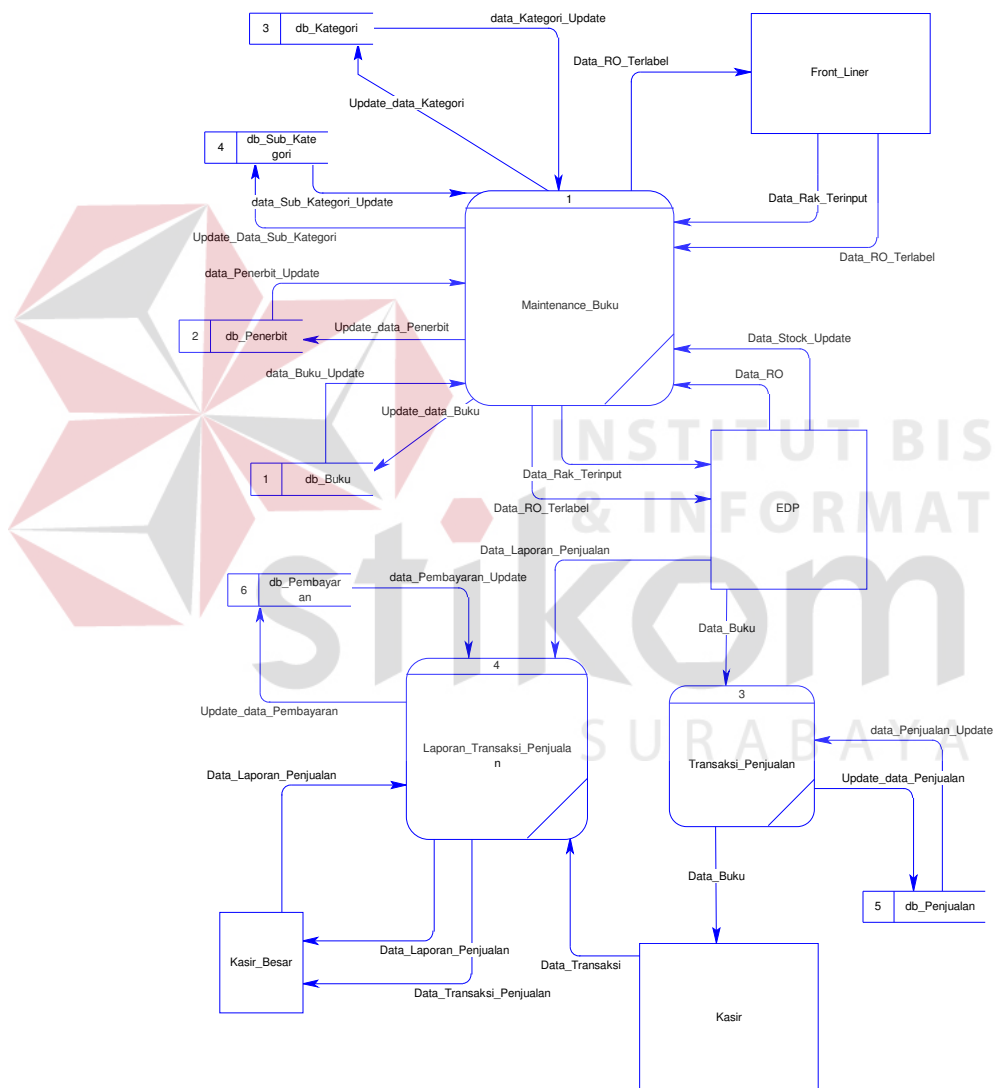 data_Kategori_Update
3 db_Kategori
Data_RO_Terlabel
Front_Liner
Update_data_Kategori
4 db_Sub_Kate
gori
data_Sub_Kategori_Update
Data_Rak_Terinput
1
Update_Data_Sub_Kategori
Data_RO_Terlabel
data_Penerbit_Update
Maintenance_Buku
2 db_Penerbit
Update_data_Penerbit
Data_Stock_Update
data_Buku_Update
Data_RO
Update_data_Buku
INSTITUT BIS
Data_Rak_Terinput
1 db_Buku
Data_RO_Terlabel
EDP
& INFORMAT
Data_Laporan_Penjualan
stikom
6 db_Pembayar
an
data_Pembayaran_Update
Data_Buku
4
3
Update_data_Pembayaran
data_Penjualan_Update
SURABAYA
Laporan_Transaksi_Penjuala
n
Transaksi_Penjualan
Data_Laporan_Penjualan
Update_data_Penjualan
Data_Buku
5 db_Penjualan
Kasir_Besar
Data_Laporan_Penjualan
Data_Transaksi
Data_Transaksi_Penjualan
Kasir